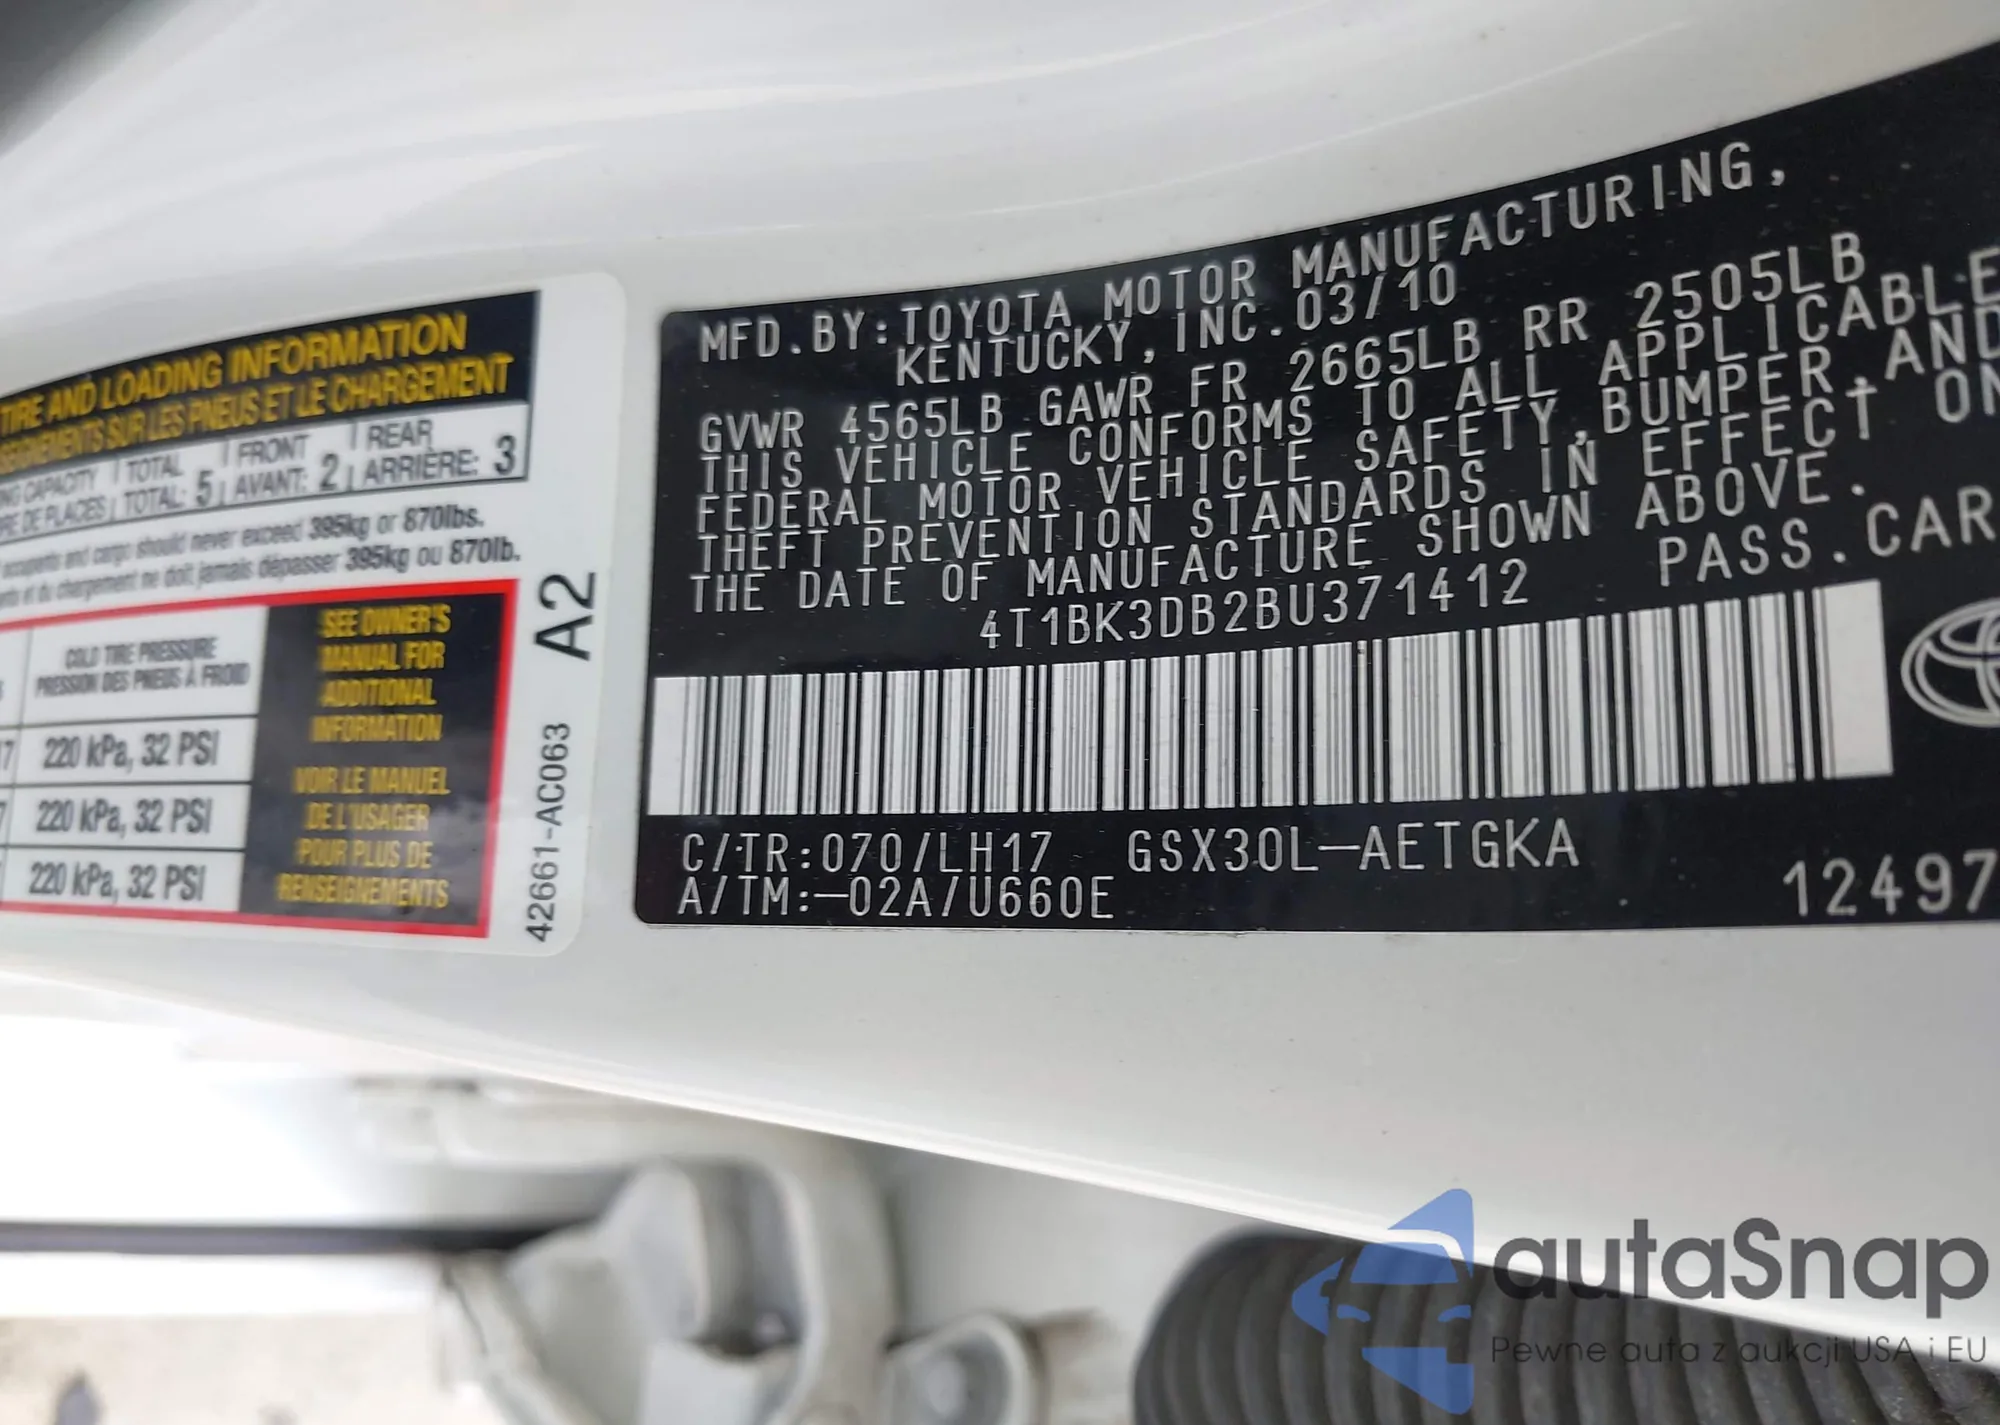 TIRE AND LOADING INFORMATION
SUR LES PNEUS ET LE CHARGEMENT
CAPACITY TOTAL FRONT REAR
DE PLACES TOTAL: 5 AVANT: 2 ARRIÈRE: 3
occupants and cargo should never exceed 395kg or 870lbs.
et du chargement ne doit jamais dépasser 395kg ou 870lb.
COLD TIRE PRESSURE
PRESSION DES PNEUS À FROID
220 kPa, 32 PSI
220 kPa, 32 PSI
220 kPa, 32 PSI
SEE OWNER'S
MANUAL FOR
ADDITIONAL
INFORMATION
VOIR LE MANUEL
DE L'USAGER
POUR PLUS DE
RENSEIGNEMENTS
42661-AC063 A2
MFD.BY:TOYOTA MOTOR MANUFACTURING,
KENTUCKY,INC.03/10
GVWR 4565LB GAWR FR 2665LB RR 2505LB
THIS VEHICLE CONFORMS TO ALL APPLICABLE
FEDERAL MOTOR VEHICLE SAFETY,BUMPER,AND
THEFT PREVENTION STANDARDS IN EFFECT ON
THE DATE OF MANUFACTURE SHOWN ABOVE.
4T1BK3DB2BU371412 PASS.CAR
C/TR:070/LH17 GSX30L-AETGKA
A/TM:-02A/U660E 12497
autaSnap
Pewne auta z aukcji USA i EU